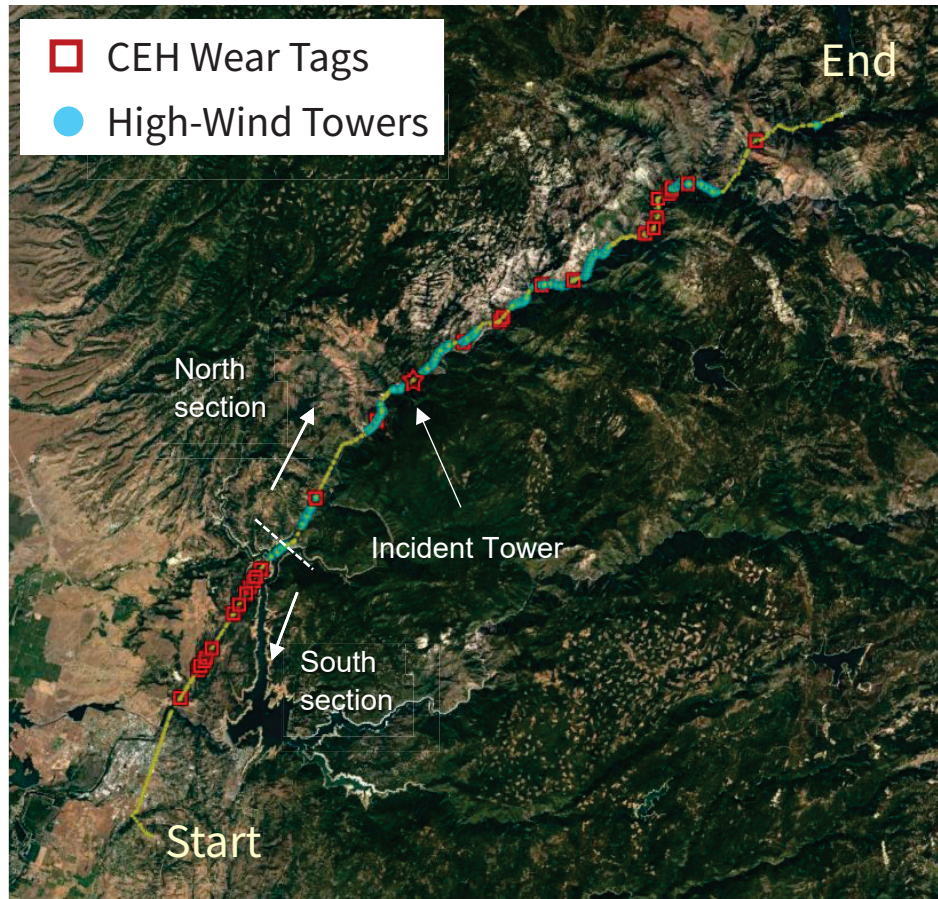 CEH Wear Tags
High-Wind Towers
End
North
section
Incident Tower
South
section
Start